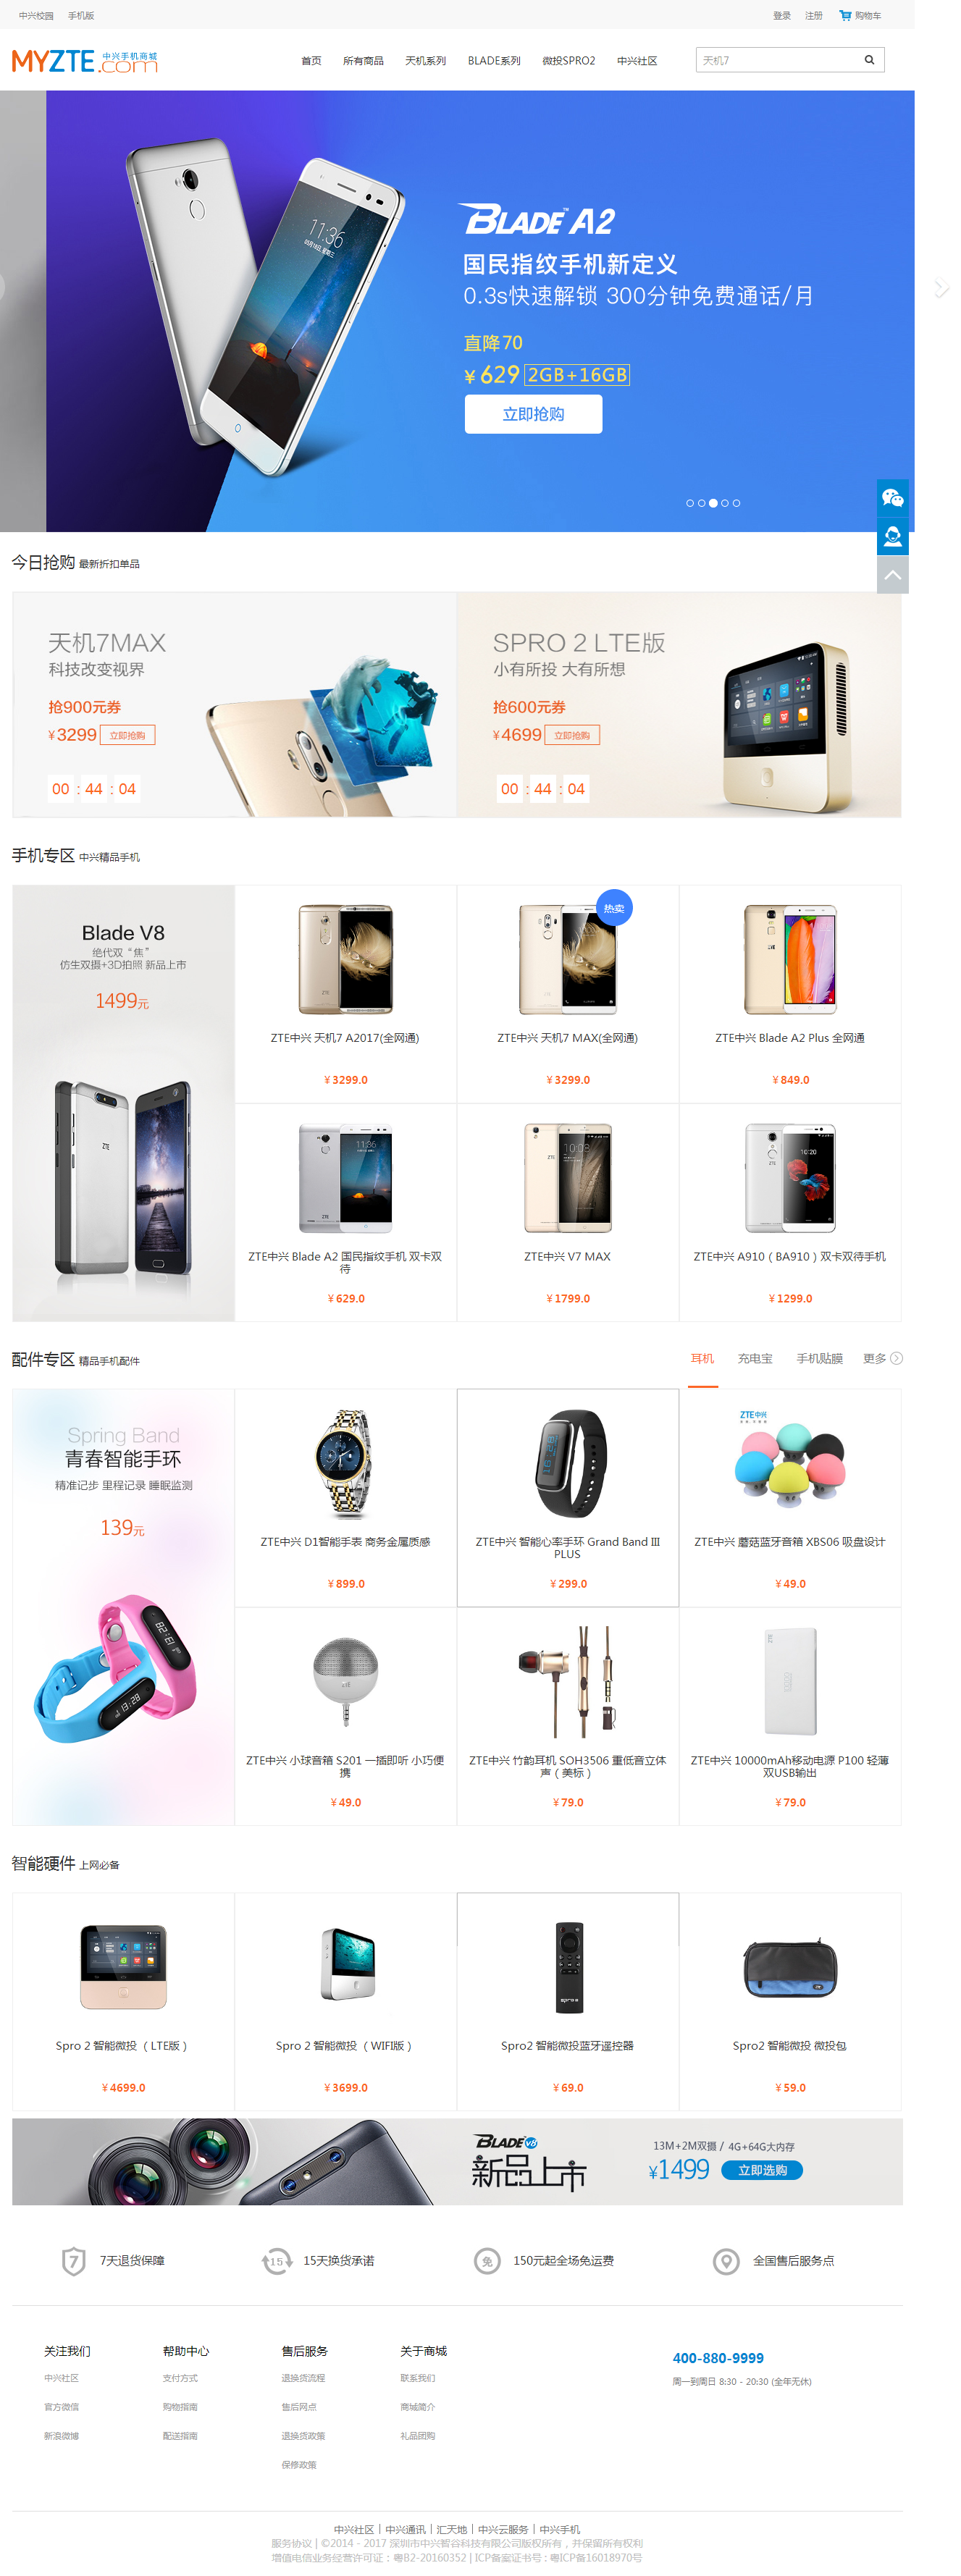 中兴校园 手机版 登录 注册 购物车
MYZTE.com 中兴手机商城
首页 所有商品 天机系列 BLADE系列 微投SPRO2 中兴社区 天机7
11:36
BLADE™ A2
国民指纹手机新定义
0.3s快速解锁 300分钟免费通话/月
直降70
¥629 2GB+16GB
立即抢购
今日抢购 最新折扣单品
天机7MAX
科技改变视界
抢900元券
¥3299 立即抢购
00 : 44 : 04
SPRO 2 LTE版
小有所投 大有所想
抢600元券
¥4699 立即抢购
00 : 44 : 04
手机专区 中兴精品手机
Blade V8
绝代双“焦”
仿生双摄+3D拍照 新品上市
1499元
ZTE中兴 天机7 A2017(全网通)
¥3299.0
热卖
ZTE中兴 天机7 MAX(全网通)
¥3299.0
ZTE中兴 Blade A2 Plus 全网通
¥849.0
ZTE中兴 Blade A2 国民指纹手机 双卡双
待
¥629.0
ZTE中兴 V7 MAX
¥1799.0
ZTE中兴 A910（BA910）双卡双待手机
¥1299.0
配件专区 精品手机配件 耳机 充电宝 手机贴膜 更多
Spring Band
青春智能手环
精准记步 里程记录 睡眠监测
139元
ZTE中兴 D1智能手表 商务金属质感
¥899.0
ZTE中兴 智能心率手环 Grand Band III
PLUS
¥299.0
ZTE中兴
ZTE中兴 蘑菇蓝牙音箱 XBS06 吸盘设计
¥49.0
ZTE中兴 小球音箱 S201 一插即听 小巧便
携
¥49.0
ZTE中兴 竹韵耳机 SOH3506 重低音立体
声（美标）
¥79.0
ZTE中兴 10000mAh移动电源 P100 轻薄
双USB输出
¥79.0
智能硬件 上网必备
Spro 2 智能微投 （LTE版）
¥4699.0
Spro 2 智能微投 （WIFI版）
¥3699.0
Spro2 智能微投蓝牙遥控器
¥69.0
Spro2 智能微投 微投包
¥59.0
BLADE V8
新品上市
13M+2M双摄 / 4G+64G大内存
¥1499 立即选购
7 7天退货保障
15 15天换货承诺
免 150元起全场免运费
全国售后服务点
关注我们
中兴社区
官方微信
新浪微博
帮助中心
支付方式
购物指南
配送指南
售后服务
退换货流程
售后网点
退换货政策
保修政策
关于商城
联系我们
商城简介
礼品团购
400-880-9999
周一到周日 8:30 - 20:30 (全年无休)
中兴社区 | 中兴通讯 | 汇天地 | 中兴云服务 | 中兴手机
服务协议 | ©2014 - 2017 深圳市中兴智谷科技有限公司版权所有，并保留所有权利
增值电信业务经营许可证：粤B2-20160352 | ICP备案证书号：粤ICP备16018970号